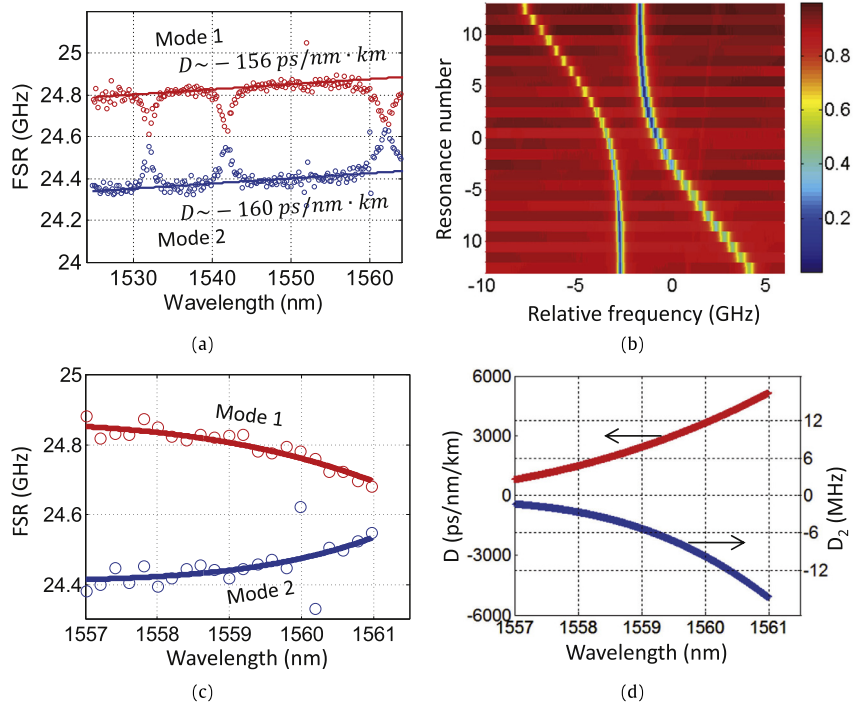 25
24.8
24.6
24.4
24.2
24
FSR (GHz)
Mode 1
D~ − 156 ps/nm · km
D~ − 160 ps/nm · km
Mode 2
1530
1540
1550
1560
Wavelength (nm)
(a)
10
5
0
-5
10
Resonance number
-10
-5
0
5
Relative frequency (GHz)
0.8
0.6
0.4
0.2
(b)
25
24.8
24.6
24.4
FSR (GHz)
Mode 1
Mode 2
1557
1558
1559
1560
1561
Wavelength (nm)
(c)
6000
3000
0
-3000
-6000
D (ps/nm/km)
12
6
0
-6
-12
D2 (MHz)
1557
1558
1559
1560
1561
Wavelength (nm)
(d)